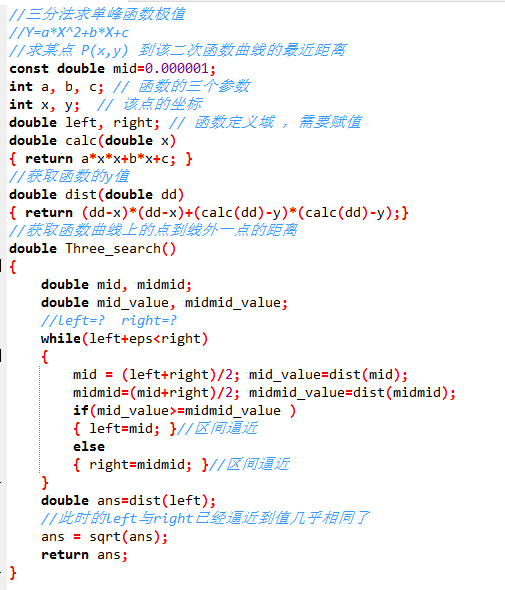 //三分法求单峰函数极值
//Y=a*X^2+b*X+c
//求某点 P(x,y) 到该二次函数曲线的最近距离
const double mid=0.000001;
int a, b, c; // 函数的三个参数
int x, y;  // 该点的坐标
double left, right; // 函数定义域 ，需要赋值
double calc(double x)
{ return a*x*x+b*x+c; }
//获取函数的y值
double dist(double dd)
{ return (dd-x)*(dd-x)+(calc(dd)-y)*(calc(dd)-y);}
//获取函数曲线上的点到线外一点的距离
double Three_search()
{
    double mid, midmid;
    double mid_value, midmid_value;
    //left=?  right=?
    while(left+eps<right)
    {
        mid = (left+right)/2; mid_value=dist(mid);
        midmid=(mid+right)/2; midmid_value=dist(midmid);
        if(mid_value>=midmid_value )
        { left=mid; }//区间逼近
        else
        { right=midmid; }//区间逼近
    }
    double ans=dist(left);
    //此时的left与right已经逼近到值几乎相同了
    ans = sqrt(ans);
    return ans;
}